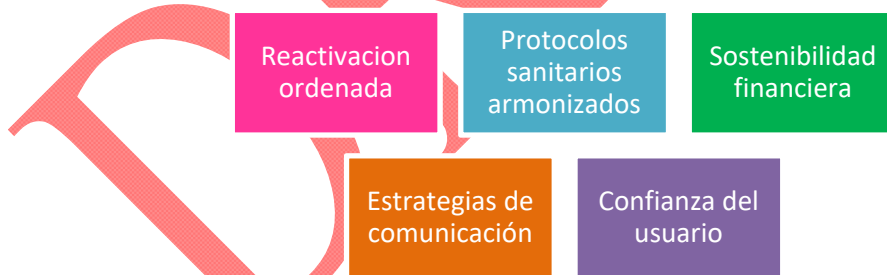 Reactivacion
ordenada
Protocolos
sanitarios
armonizados
Sostenibilidad
financiera
Estrategias de
comunicación
Confianza del
usuario